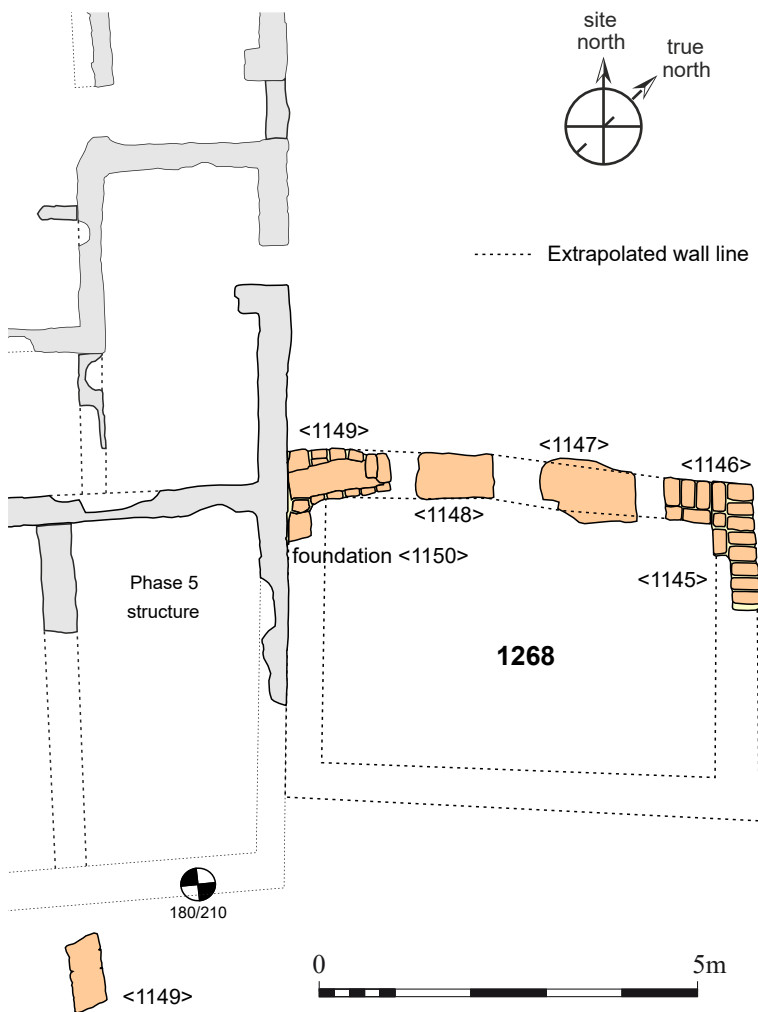 site
north
true
north
Extrapolated wall line
<1149>
<1147>
<1146>
<1148>
foundation <1150>
<1145>
Phase 5
structure
1268
180/210
<1149>
0
5m